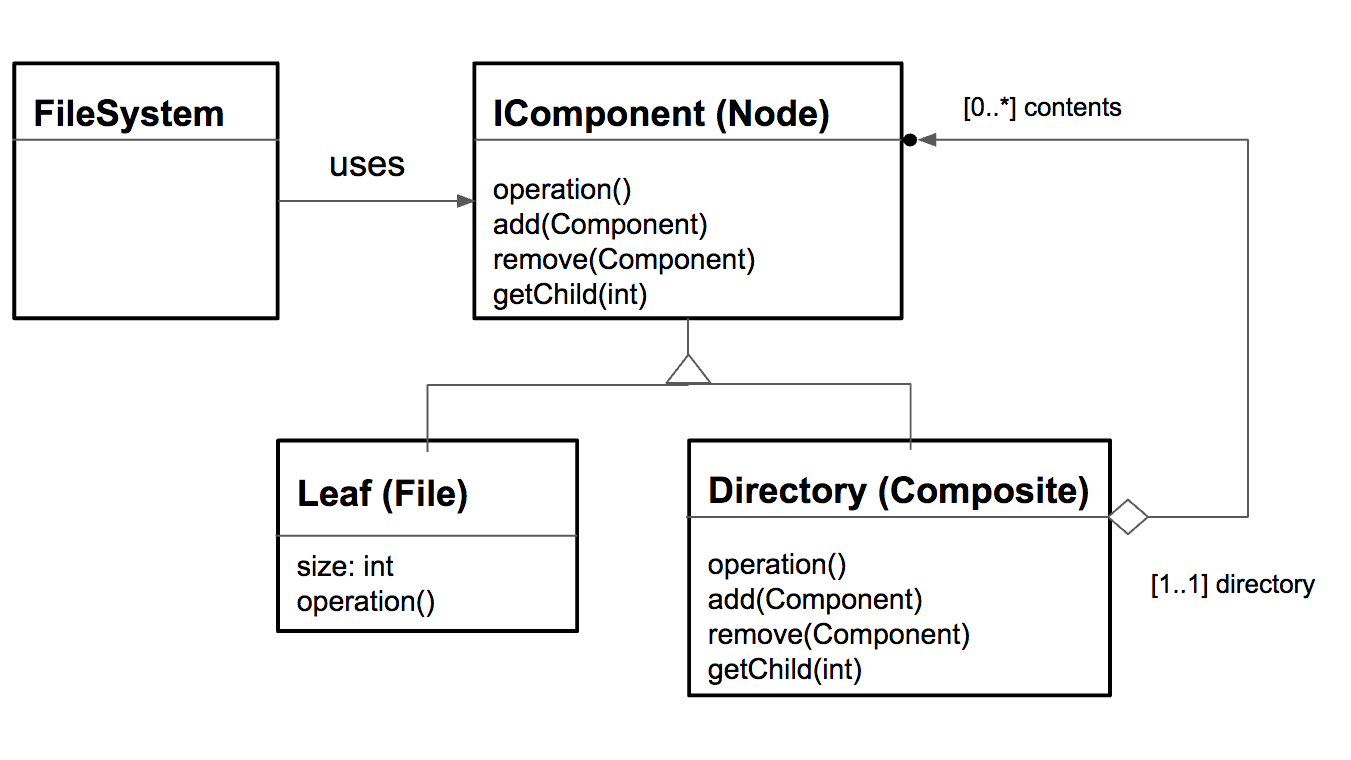 FileSystem
uses
IComponent (Node)
operation()
add(Component)
remove(Component)
getChild(int)
[0..*] contents
Leaf (File)
size: int
operation()
Directory (Composite)
operation()
add(Component)
remove(Component)
getChild(int)
[1..1] directory